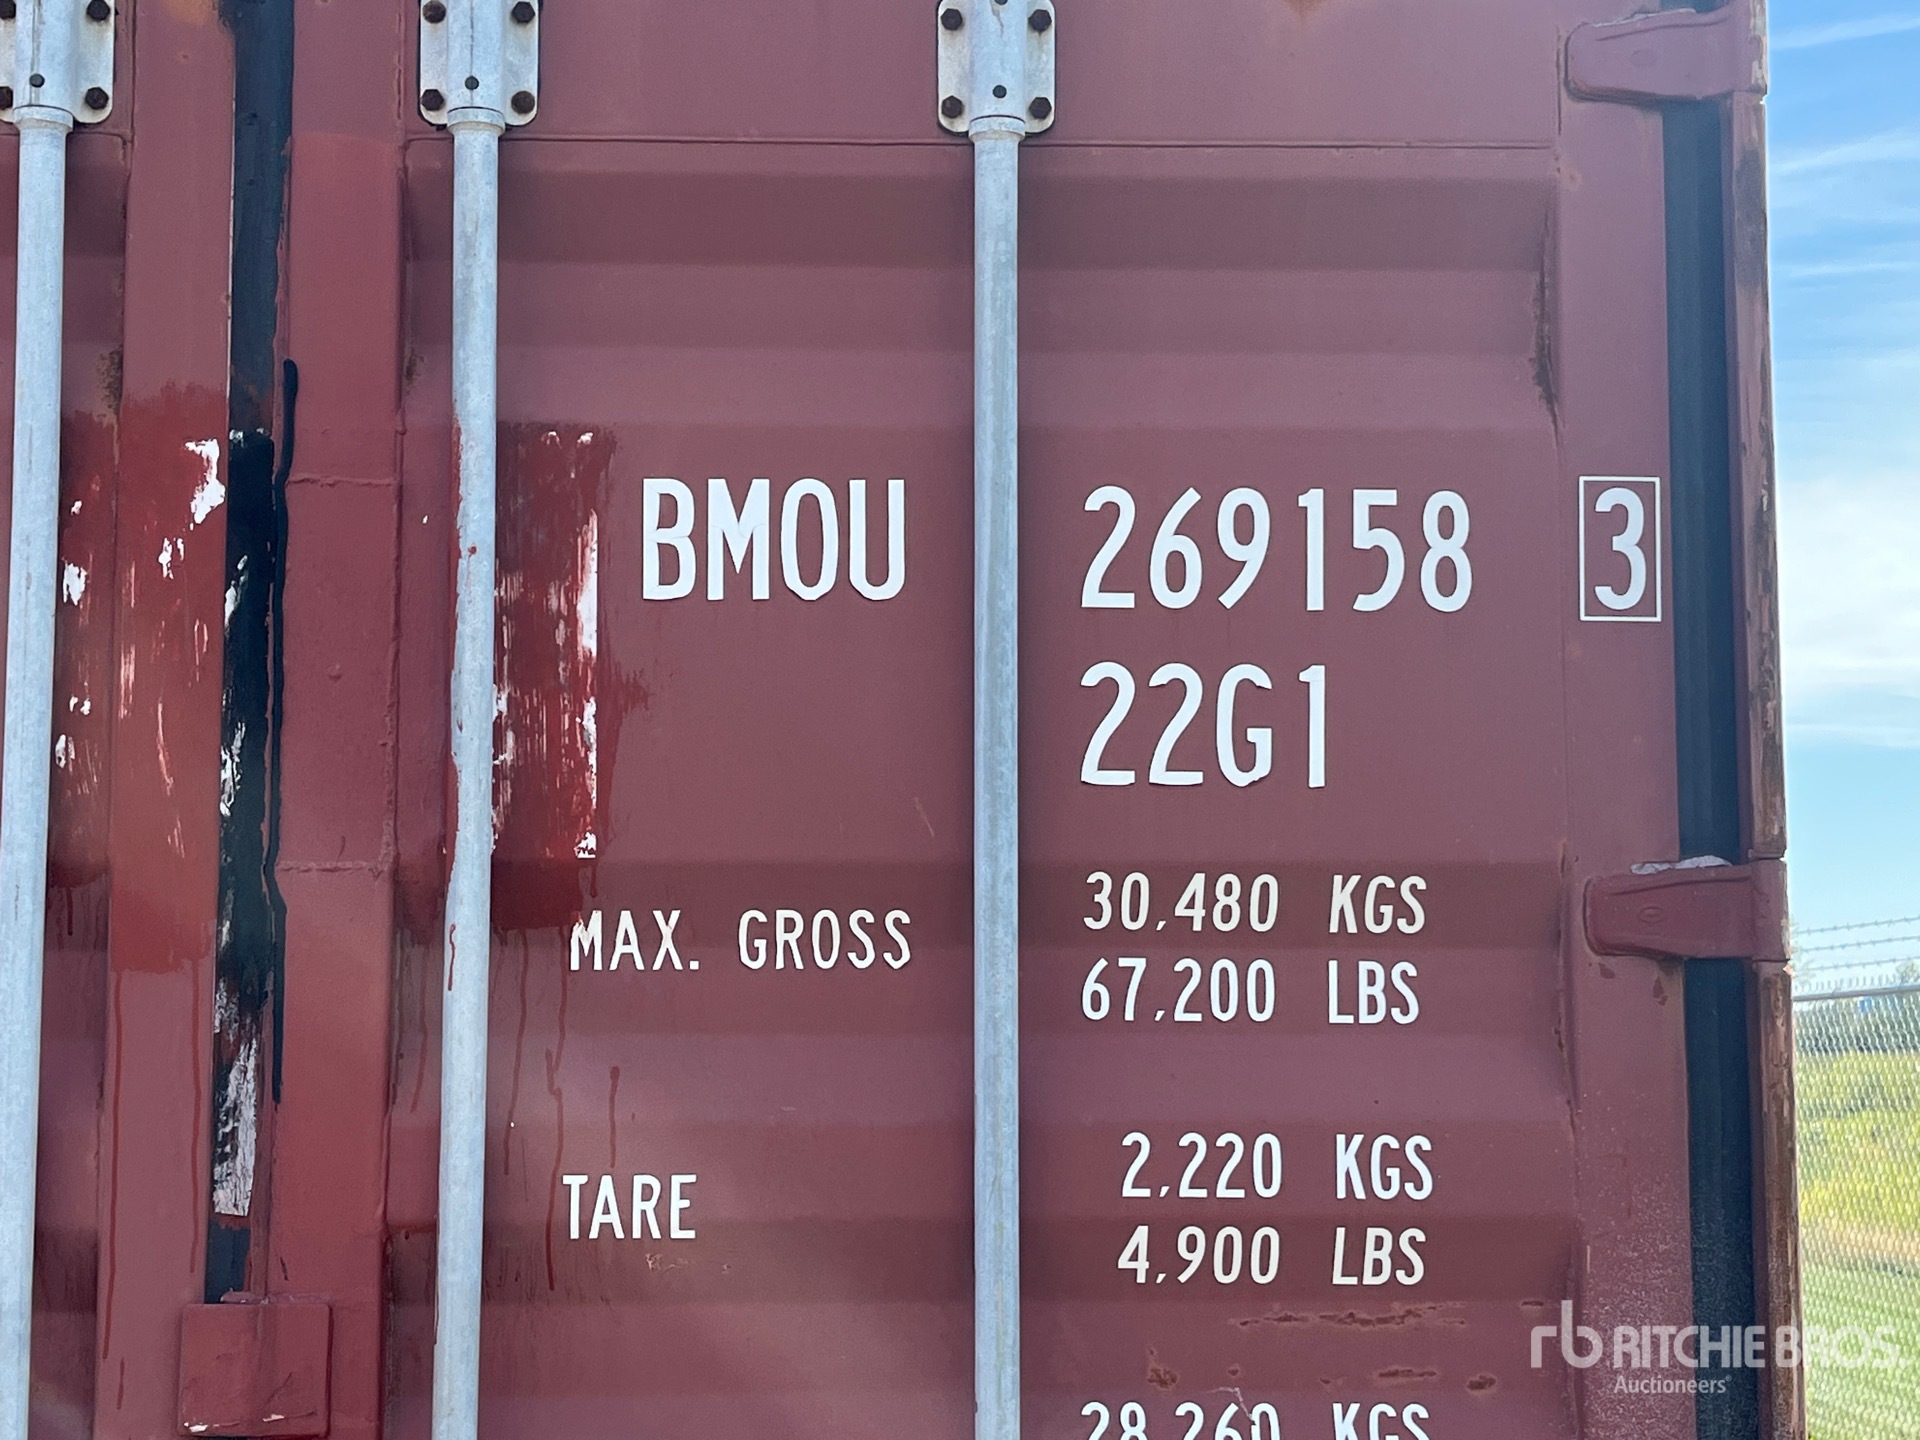 BMOU 269158 3
22G1
MAX. GROSS 30,480 KGS
67,200 LBS
TARE 2,220 KGS
4,900 LBS
28,260 KGS
rb RITCHIE BROS.
Auctioneers